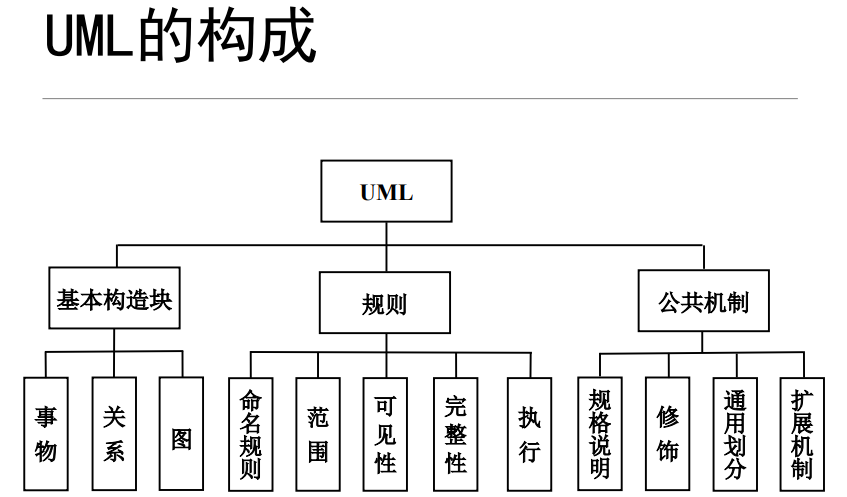 UML的构成
UML
基本构造块
规则
公共机制
事物
关系
图
命名规则
范围
可见性
完整性
执行
规格说明
修饰
通用划分
扩展机制